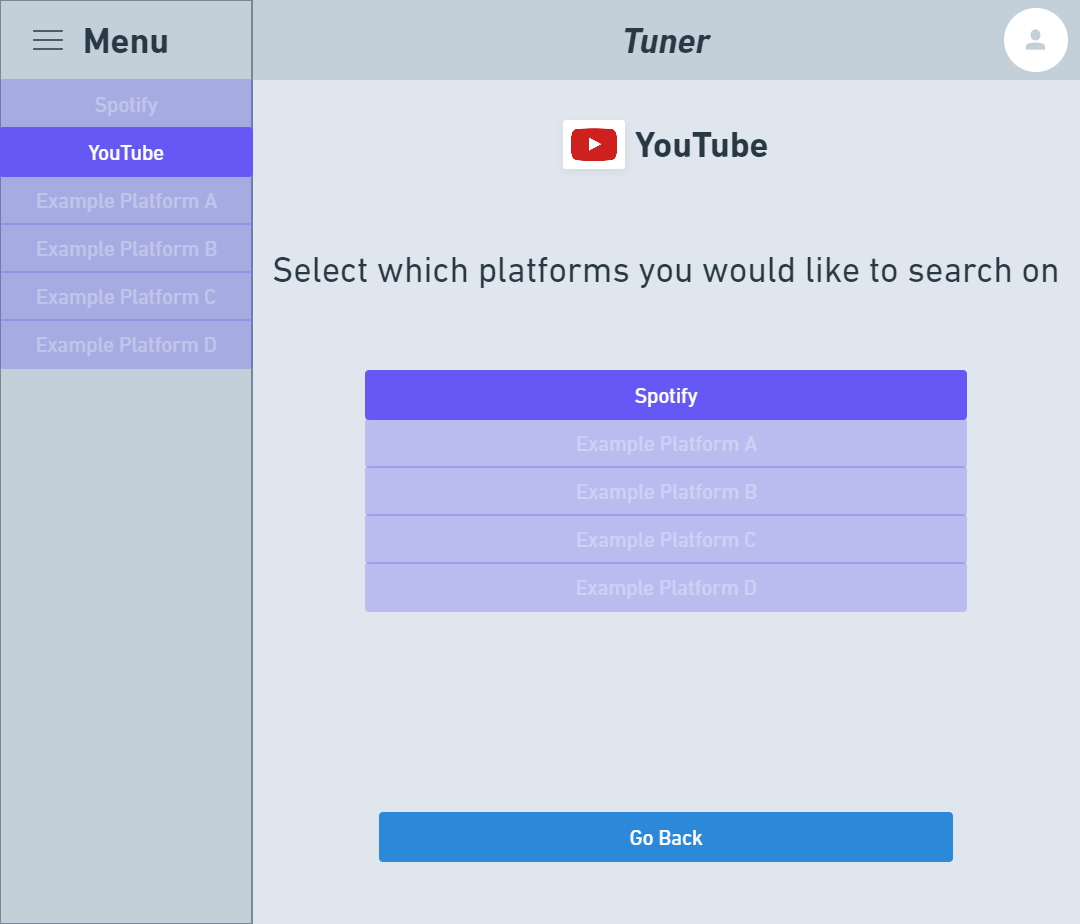 Menu
Tuner
Spotify
YouTube
Example Platform A
Example Platform B
Example Platform C
Example Platform D
YouTube
Select which platforms you would like to search on
Spotify
Example Platform A
Example Platform B
Example Platform C
Example Platform D
Go Back